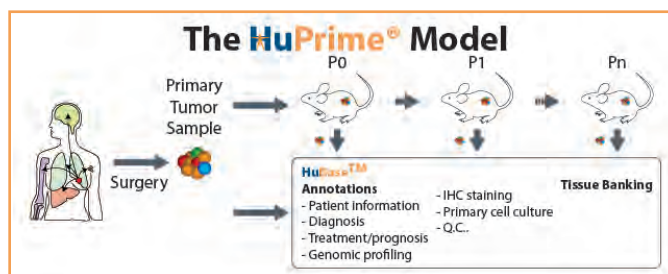 The HuPrime® Model
P0
P1
Pn
Primary
Tumor
Sample
Surgery
HuBase™
Annotations
- Patient information
- Diagnosis
- Treatment/prognosis
- Genomic profiling
- IHC staining
- Primary cell culture
- Q.C..
Tissue Banking